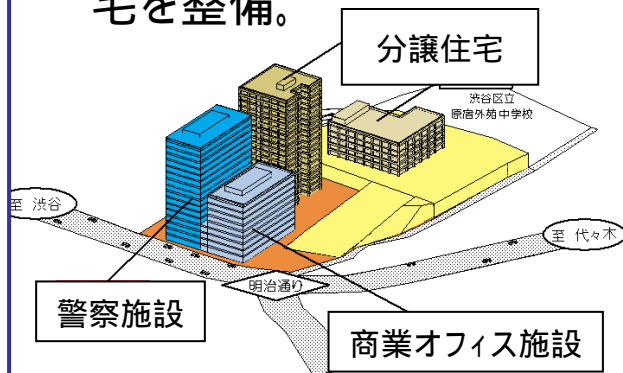 宅を整備。
分譲住宅
渋谷区立
原宿外苑中学校
至 渋谷
至 代々木
明治通り
警察施設
商業オフィス施設